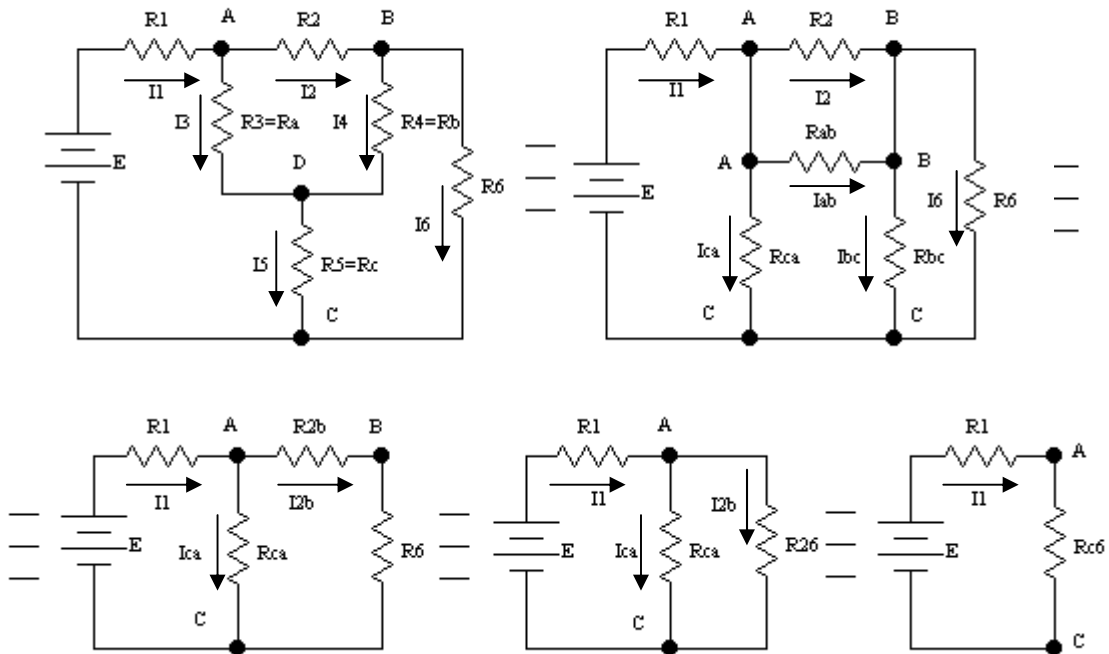 R1 A R2 B
I1 I2
I3 R3=Ra I4 R4=Rb
E D R6
I6
I5 R5=Rc
C
R1 A R2 B
I1 I2
Rab
A B
E Iab I6 R6
Ica Rca Ibc Rbc
C C
R1 A R2b B
I1 I2b
E Ica Rca R6
C
R1 A
I1 I2b
E Ica Rca R26
C
R1 A
I1
E Rc6
C